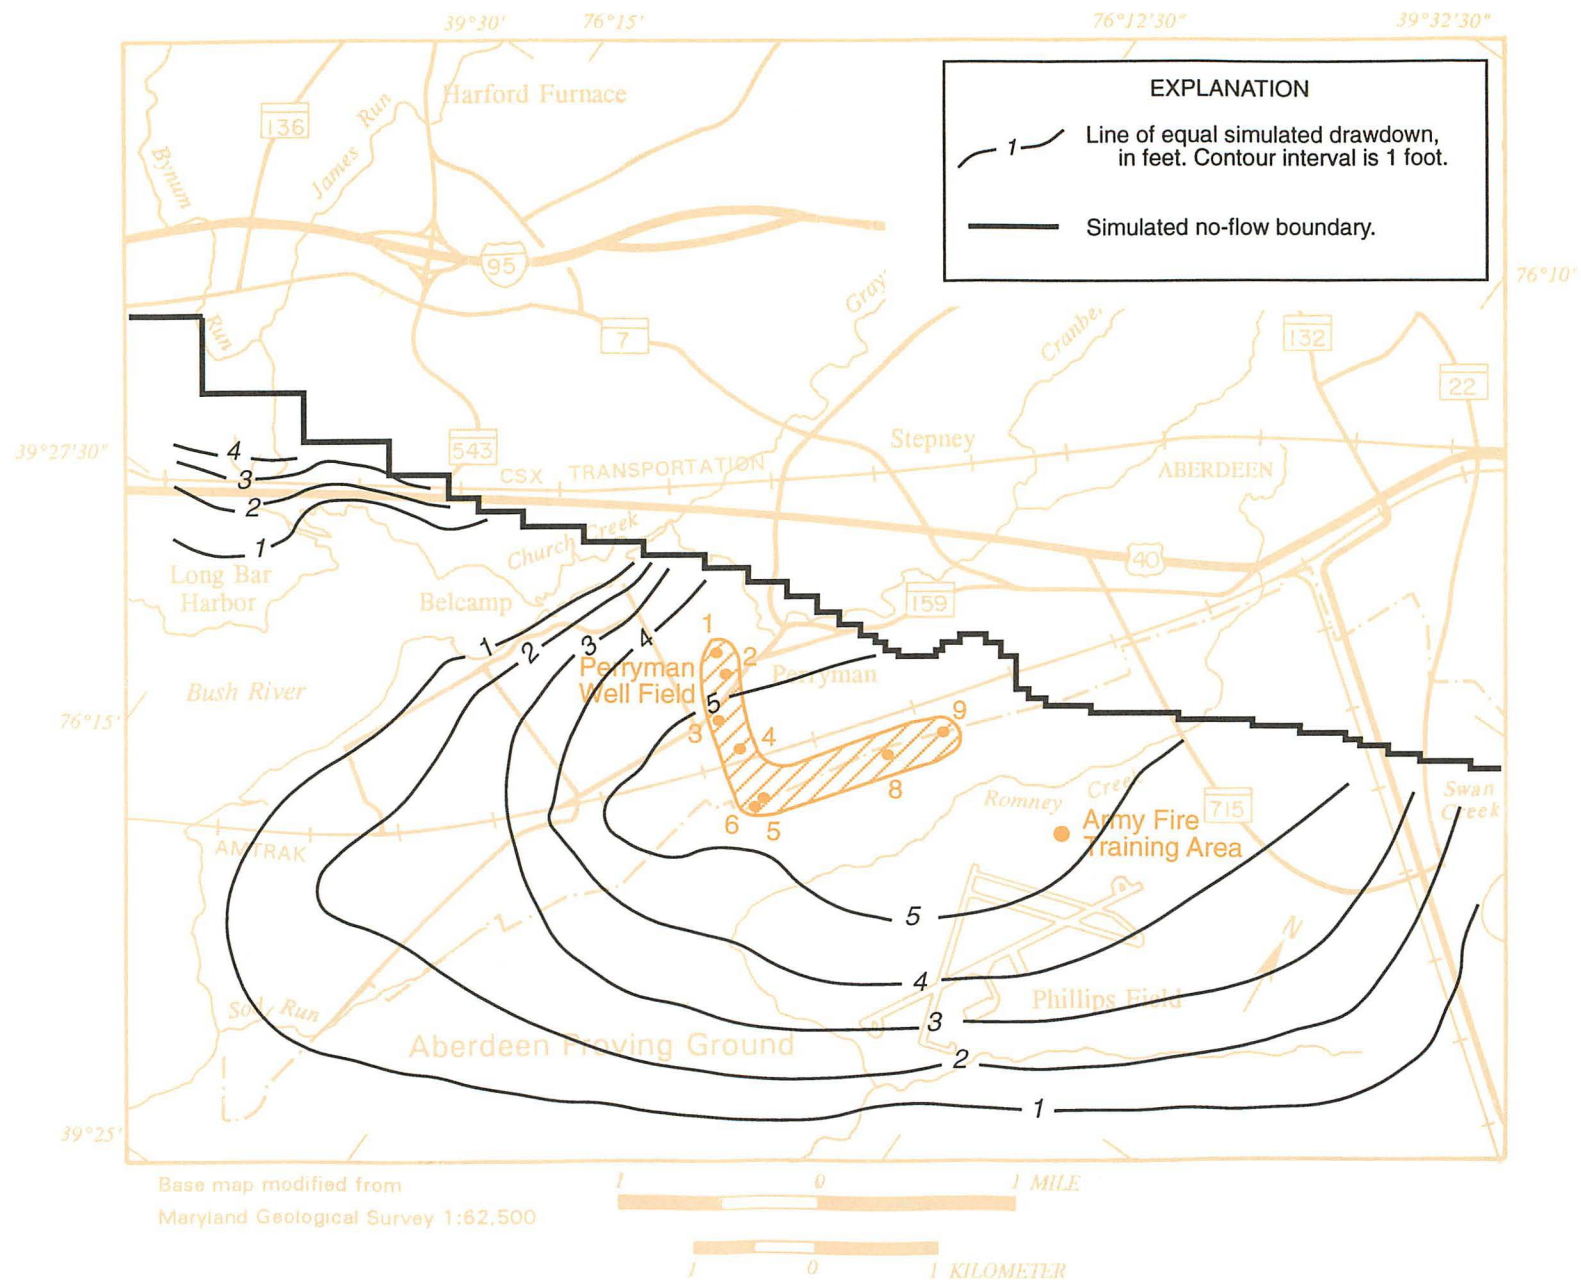 39°30'
76°15'
76°12'30"
39°32'30"
EXPLANATION
1
Line of equal simulated drawdown,
in feet. Contour interval is 1 foot.
Simulated no-flow boundary.
Harford Furnace
136
James Run
Bynum
Run
95
76°10'
7
Gray
Cranbe
132
22
39°27'30"
543
CSX TRANSPORTATION
Stepney
ABERDEEN
4
3
2
1
Church Creek
40
Long Bar
Harbor
Belcamp
159
1
2
3
4
1
2
Perryman
Well Field
Perryman
Bush River
5
3
4
9
76°15'
8
6
5
Romney Creek
715
Swan
Creek
Army Fire
Training Area
AMTRAK
5
N
4
Phillips Field
Sod Run
3
Aberdeen Proving Ground
2
1
39°25'
Base map modified from
Maryland Geological Survey 1:62,500
1 0 1 MILE
1 0 1 KILOMETER